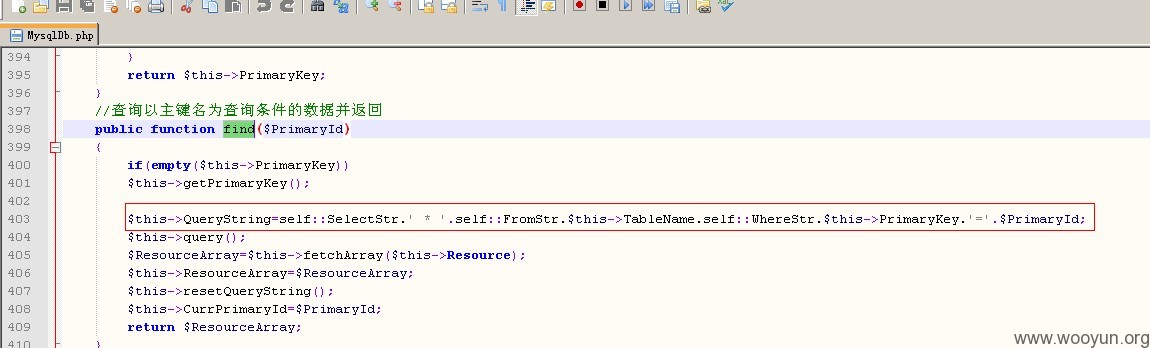 MysqlDb.php
394 }
395 return $this->PrimaryKey;
396 }
397 //查询以主键名为查询条件的数据并返回
398 public function find($PrimaryId)
399 {
400 if(empty($this->PrimaryKey))
401 $this->getPrimaryKey();
402
403 $this->QueryString=self::SelectStr.' * '.self::FromStr.$this->TableName.self::WhereStr.$this->PrimaryKey.'='.$PrimaryId;
404 $this->query();
405 $ResourceArray=$this->fetchArray($this->Resource);
406 $this->ResourceArray=$ResourceArray;
407 $this->resetQueryString();
408 $this->CurrPrimaryId=$PrimaryId;
409 return $ResourceArray;
410 }
www.wooyun.org